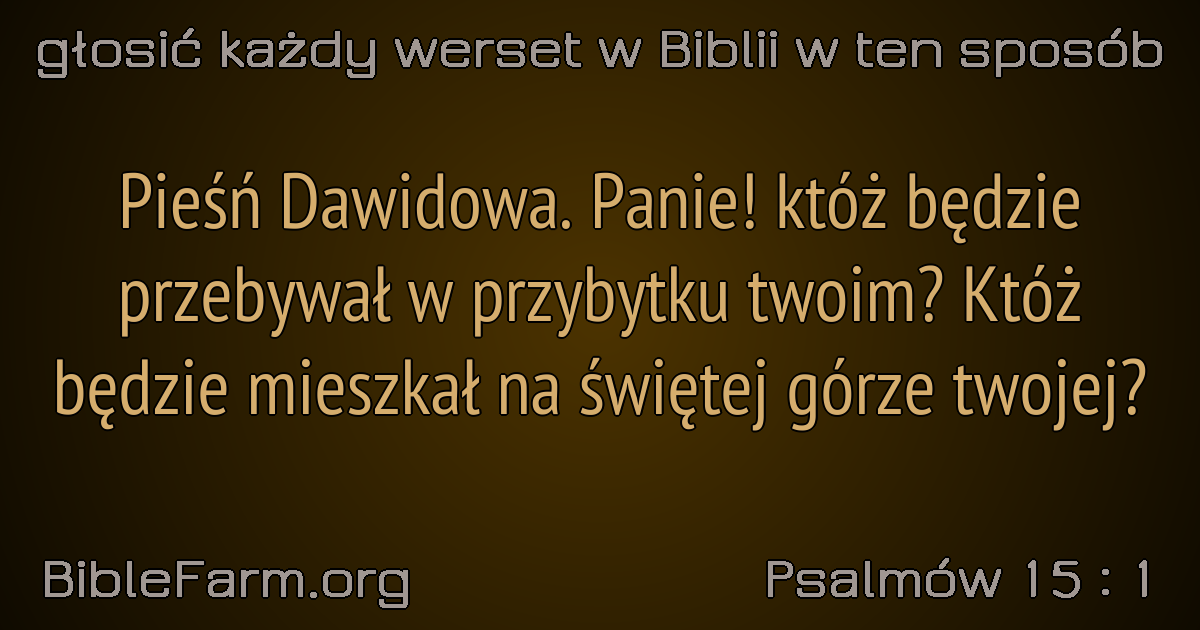 głosić każdy werset w Biblii w ten sposób
Pieśń Dawidowa. Panie! któż będzie
przebywał w przybytku twoim? Któż
będzie mieszkał na świętej górze twojej?
BibleFarm.org
Psalmów 15 : 1